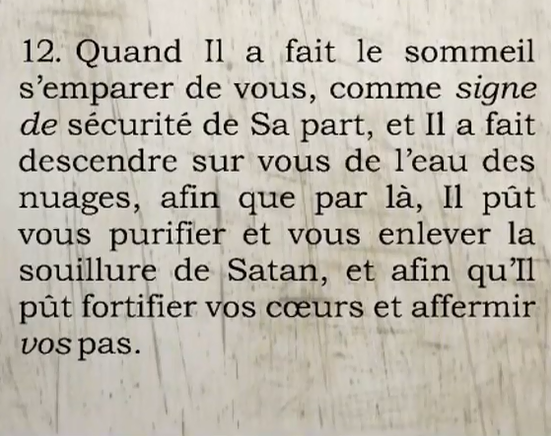 12. Quand Il a fait le sommeil
s’emparer de vous, comme signe
de sécurité de Sa part, et Il a fait
descendre sur vous de l’eau des
nuages, afin que par là, Il pût
vous purifier et vous enlever la
souillure de Satan, et afin qu’Il
pût fortifier vos cœurs et affermir
vos pas.